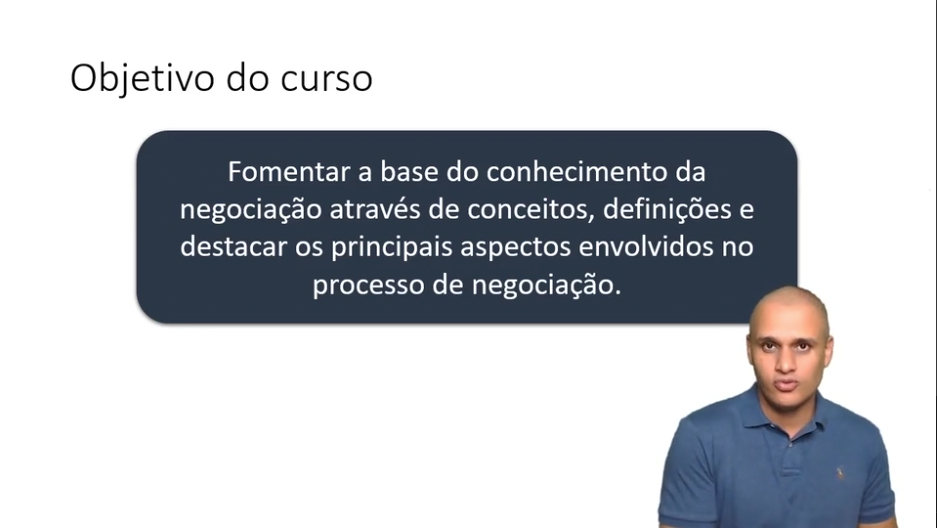 Objetivo do curso
Fomentar a base do conhecimento da
negociação através de conceitos, definições e
destacar os principais aspectos envolvidos no
processo de negociação.